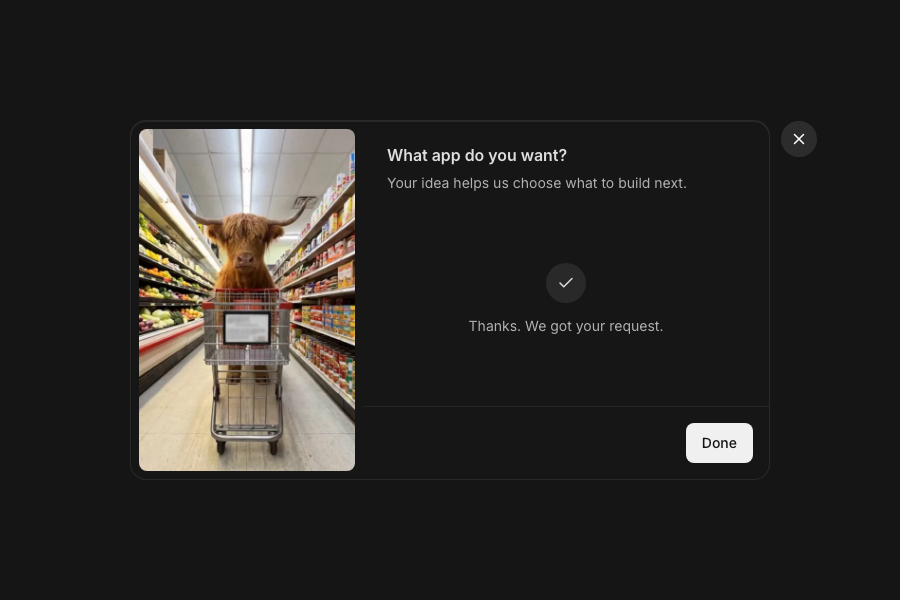 What app do you want?
Your idea helps us choose what to build next.
Thanks. We got your request.
Done